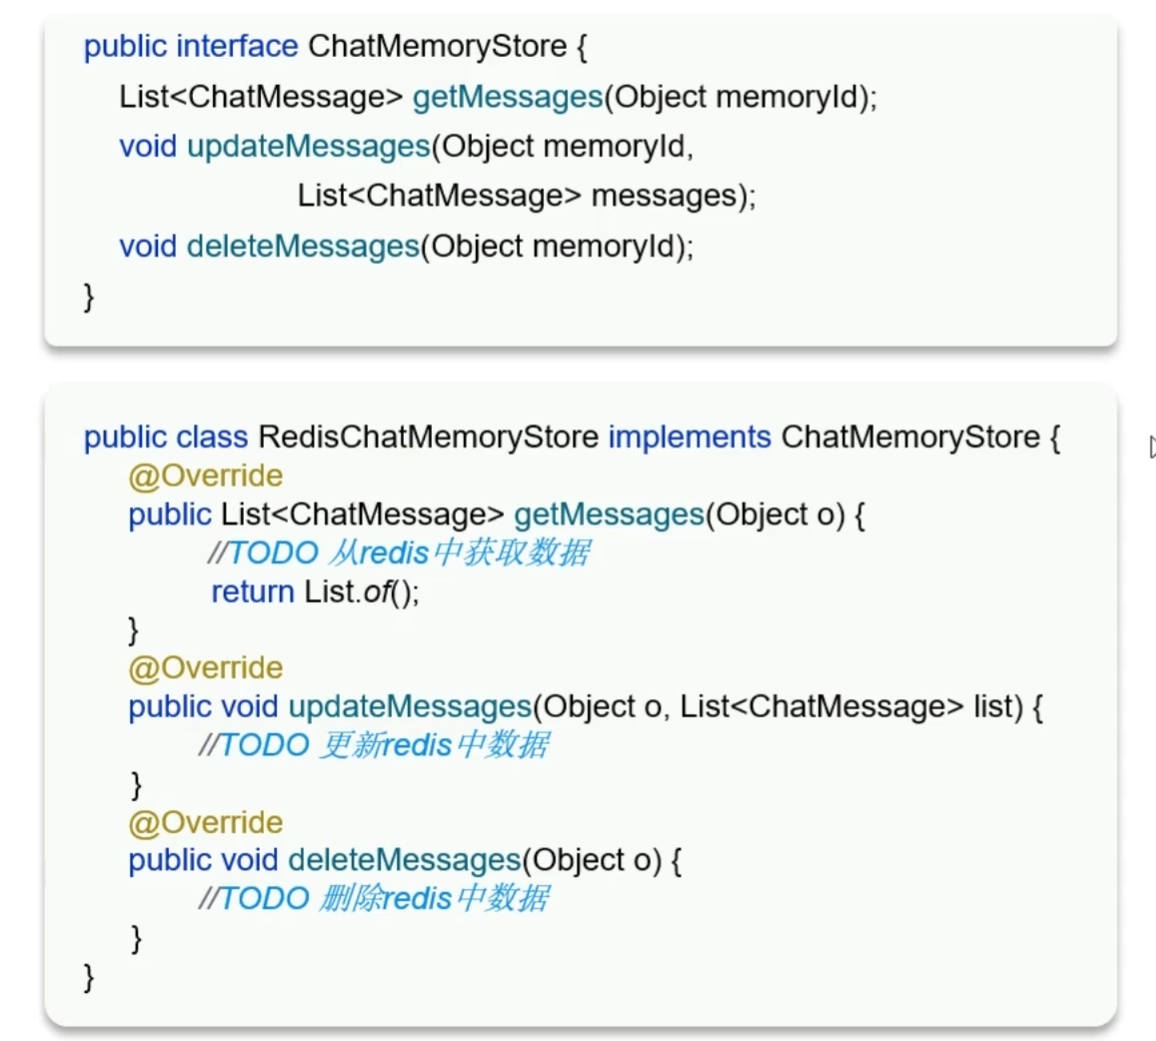 public interface ChatMemoryStore {
List<ChatMessage> getMessages(Object memoryId);
void updateMessages(Object memoryId,
List<ChatMessage> messages);
void deleteMessages(Object memoryId);
}
public class RedisChatMemoryStore implements ChatMemoryStore {
@Override
public List<ChatMessage> getMessages(Object o) {
//TODO 从redis中获取数据
return List.of();
}
@Override
public void updateMessages(Object o, List<ChatMessage> list) {
//TODO 更新redis中数据
}
@Override
public void deleteMessages(Object o) {
//TODO 删除redis中数据
}
}